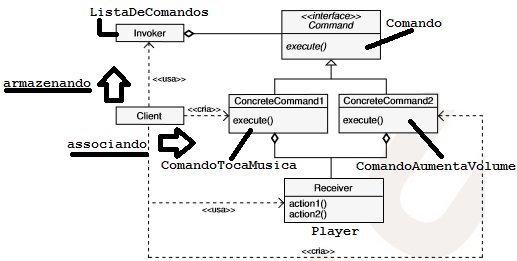 ListaDeComandos
Invoker
<<interface>>
Command
execute()
Comando
armazenando
<<usa>>
Client
<<cria>>
ConcreteCommand1
execute()
ConcreteCommand2
execute()
associando
ComandoTocaMusica
ComandoAumentaVolume
Receiver
action1()
action2()
<<usa>>
Player
<<cria>>